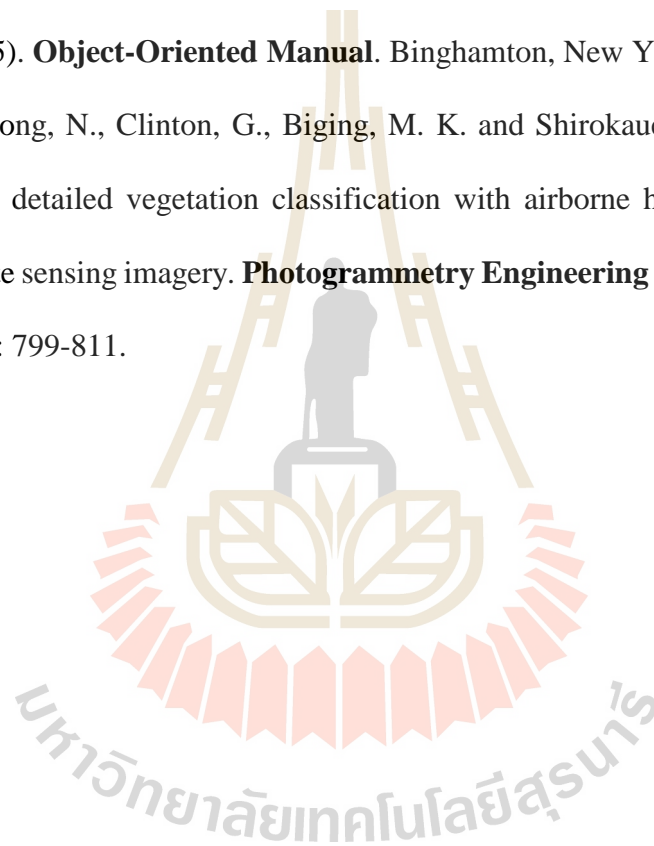 5). Object-Oriented Manual. Binghamton, New Y
ong, N., Clinton, G., Biging, M. K. and Shirokaue
detailed vegetation classification with airborne h
e sensing imagery. Photogrammetry Engineering
: 799-811.
มหาวิทยาลัยเทคโนโลยีสุรนารี